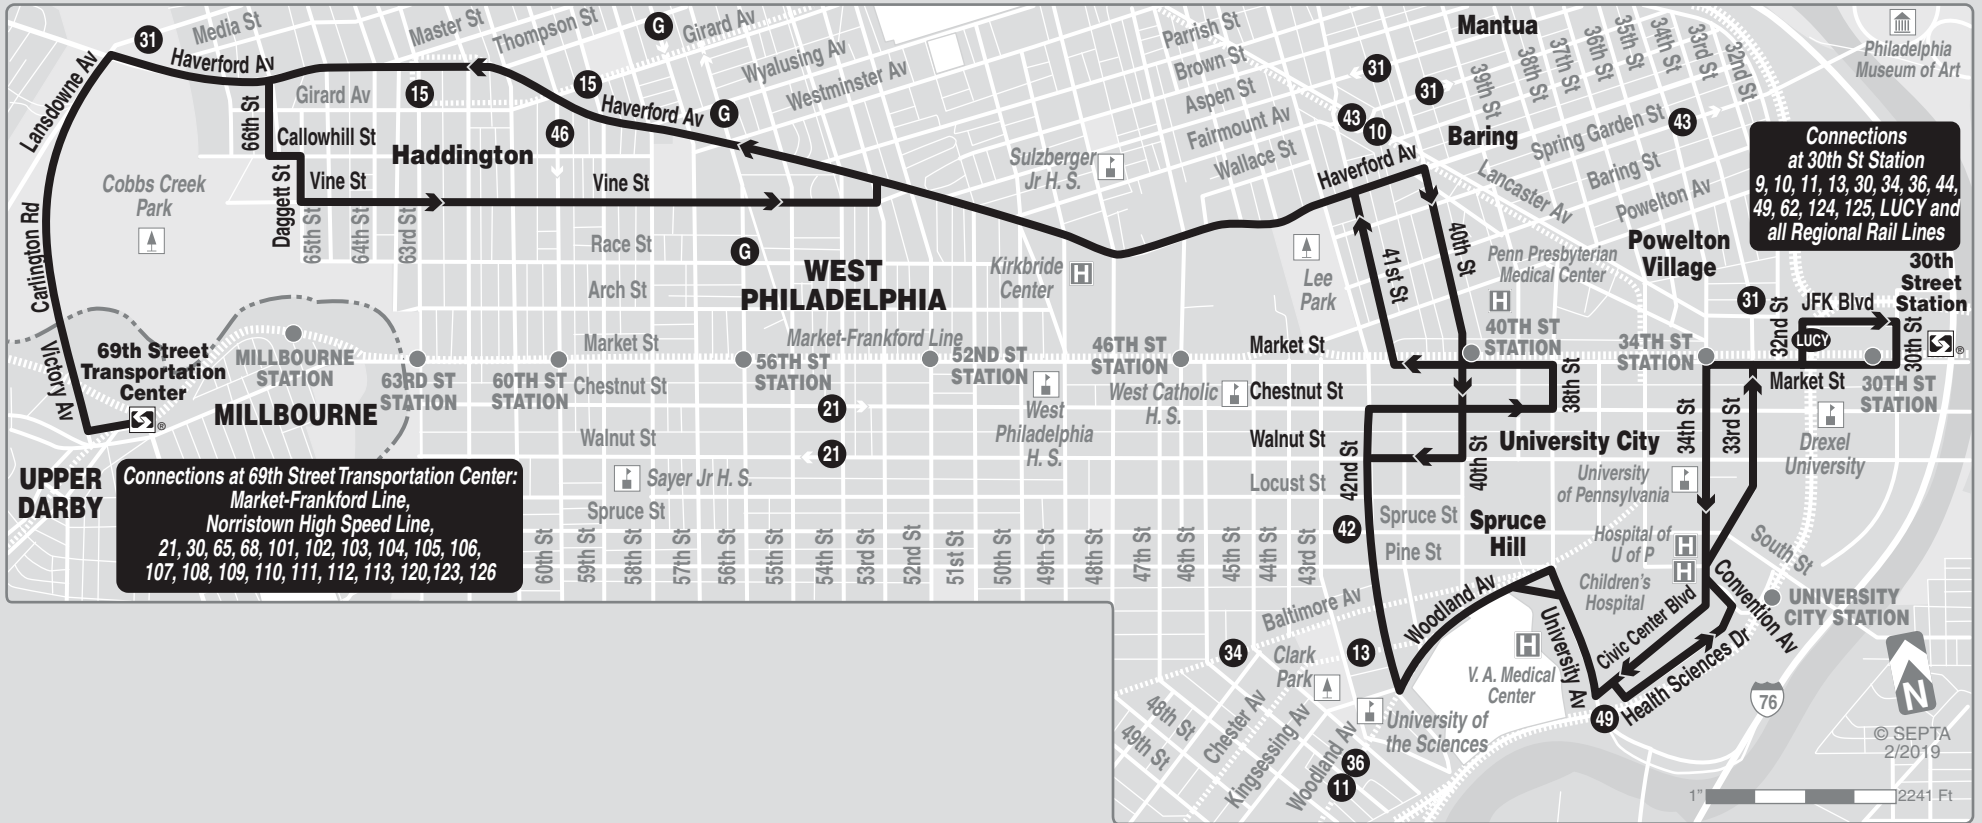 31
Media St
Master St
Thompson St
G
Girard Av
Wyalusing Av
Westminster Av
Parrish St
Brown St
Aspen St
Fairmount Av
Wallace St
Mantua
31
31
43
10
39th St
38th St
37th St
36th St
35th St
34th St
33rd St
32nd St
Philadelphia
Museum of Art
Lansdowne Av
Haverford Av
Girard Av
15
15
Haverford Av
G
66th St
Callowhill St
46
Haddington
Baring
Spring Garden St
43
Baring St
Powelton Av
Lancaster Av
Haverford Av
Connections
at 30th St Station
9, 10, 11, 13, 30, 34, 36, 44,
49, 62, 124, 125, LUCY and
all Regional Rail Lines
Cobbs Creek
Park
Daggett St
Vine St
Vine St
65th St
64th St
63rd St
Sulzberger
Jr H. S.
Race St
G
Arch St
WEST
PHILADELPHIA
Kirkbride
Center
H
Lee
Park
41st St
40th St
Penn Presbyterian
Medical Center
H
Powelton
Village
30th
Street
Station
®
Carlington Rd
Victory Av
69th Street
Transportation
Center
®
MILLBOURNE
STATION
MILLBOURNE
63RD ST
STATION
60TH ST
STATION
Market St
Chestnut St
Market-Frankford Line
56TH ST
STATION
52ND ST
STATION
46TH ST
STATION
Market St
40TH ST
STATION
34TH ST
STATION
31
32nd St
JFK Blvd
LUCY
30th St
Market St
30TH ST
STATION
21
West
Philadelphia
H. S.
West Catholic
H. S.
Chestnut St
38th St
Walnut St
21
Walnut St
University City
34th St
33rd St
Drexel
University
UPPER
DARBY
Connections at 69th Street Transportation Center:
Market-Frankford Line,
Norristown High Speed Line,
21, 30, 65, 68, 101, 102, 103, 104, 105, 106,
107, 108, 109, 110, 111, 112, 113, 120,123, 126
Sayer Jr H. S.
Spruce St
Locust St
42nd St
40th St
University
of Pennsylvania
60th St
59th St
58th St
57th St
56th St
55th St
54th St
53rd St
52nd St
51st St
50th St
49th St
48th St
47th St
46th St
45th St
44th St
43rd St
42
Spruce St
Pine St
Spruce
Hill
Hospital of
U of P
H
H
Children's
Hospital
South St
Baltimore Av
Woodland Av
University Av
Civic Center Blvd
Convention Av
Health Sciences Dr
UNIVERSITY
CITY STATION
34
Clark
Park
13
H
V. A. Medical
Center
48th St
49th St
Chester Av
Kingsessing Av
Woodland Av
University of
the Sciences
49
36
11
76
N
© SEPTA
2/2019
1"
2241 Ft